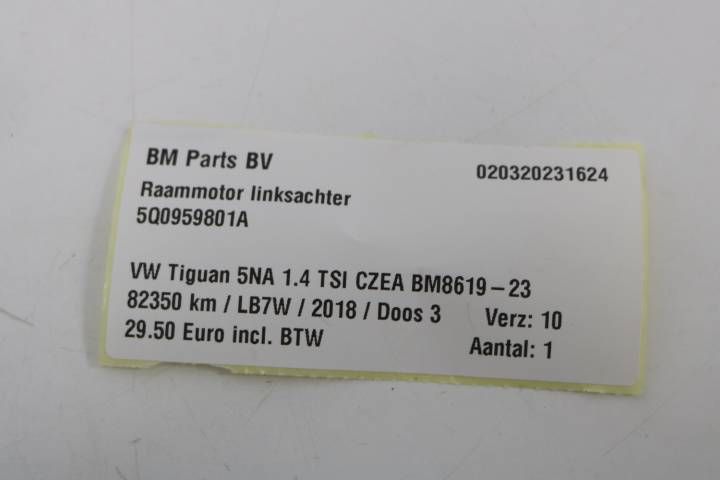 BM Parts BV
020320231624
Raammotor linksachter
5Q0959801A
VW Tiguan 5NA 1.4 TSI CZEA BM8619-23
82350 km / LB7W / 2018 / Doos 3 Verz: 10
29.50 Euro incl. BTW Aantal: 1